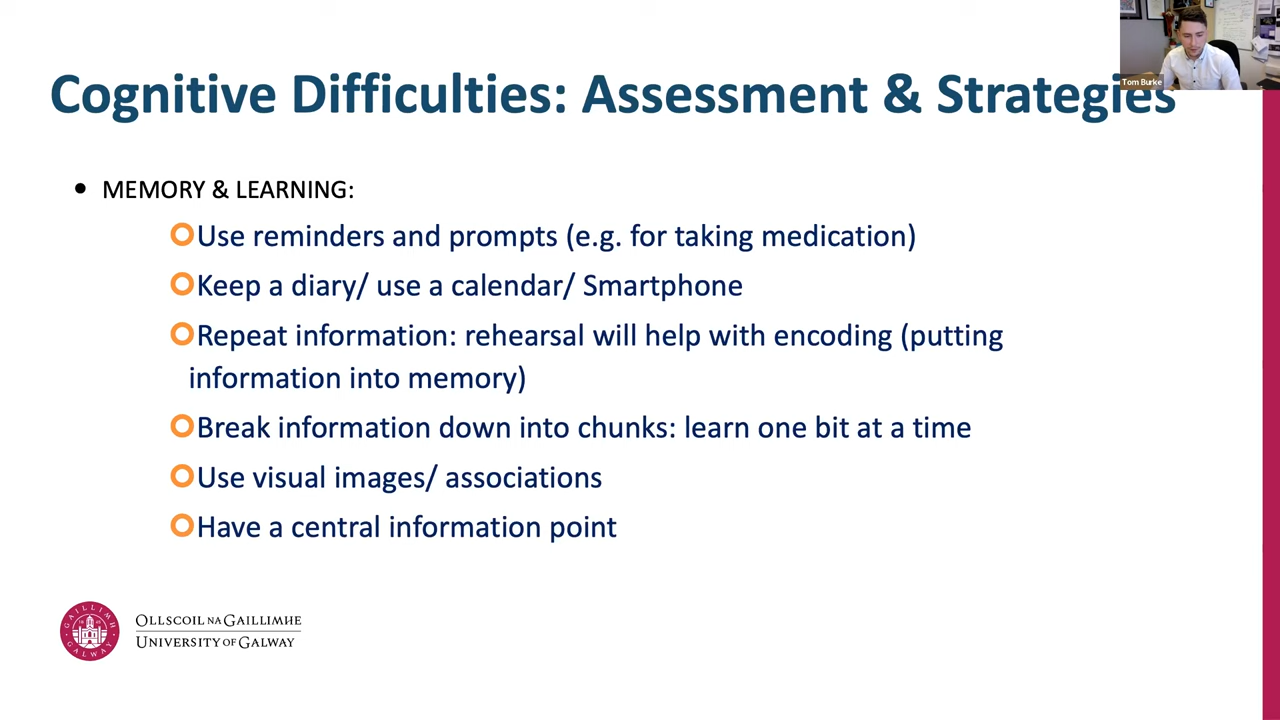 Cognitive Difficulties: Assessment & Strategies
Tom Burke
• MEMORY & LEARNING:
Use reminders and prompts (e.g. for taking medication)
Keep a diary/ use a calendar/ Smartphone
Repeat information: rehearsal will help with encoding (putting
information into memory)
Break information down into chunks: learn one bit at a time
Use visual images/ associations
Have a central information point
GAILLIMH
GALWAY
OLLSCOIL NA GAILLIMHE
UNIVERSITY OF GALWAY